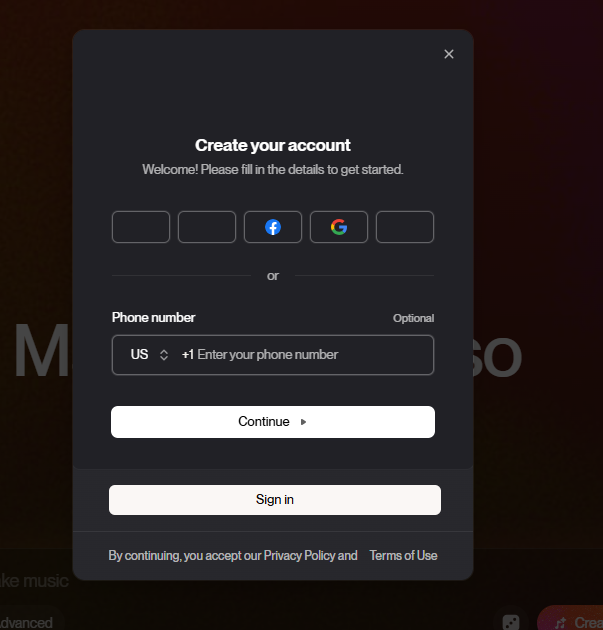 Create your account
Welcome! Please fill in the details to get started.
or
Phone number Optional
US +1 Enter your phone number
Continue
Sign in
By continuing, you accept our Privacy Policy and Terms of Use
ake music
dvanced
Crea